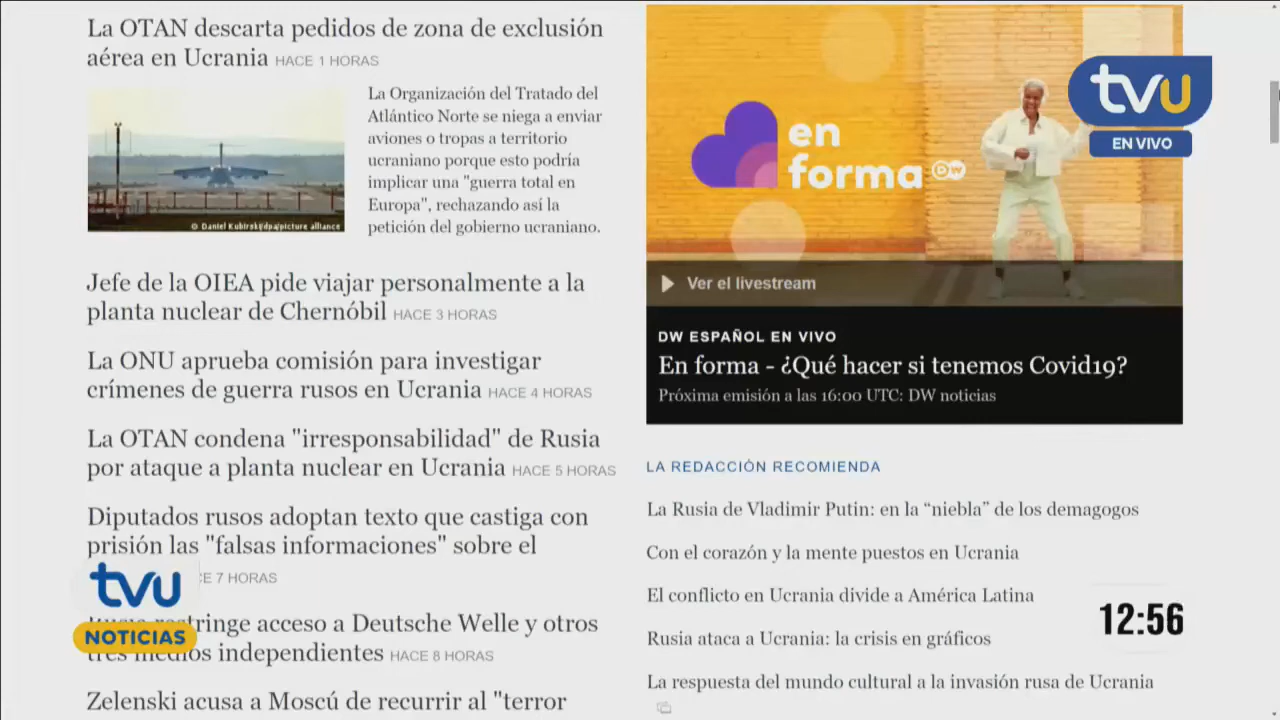 La OTAN descarta pedidos de zona de exclusión
aérea en Ucrania HACE 1 HORAS
La Organización del Tratado del
Atlántico Norte se niega a enviar
aviones o tropas a territorio
ucraniano porque esto podría
implicar una "guerra total en
Europa", rechazando así la
petición del gobierno ucraniano.
© Daniel Kubirski/dpa/picture alliance
Jefe de la OIEA pide viajar personalmente a la
planta nuclear de Chernóbil HACE 3 HORAS
La ONU aprueba comisión para investigar
crímenes de guerra rusos en Ucrania HACE 4 HORAS
La OTAN condena "irresponsabilidad" de Rusia
por ataque a planta nuclear en Ucrania HACE 5 HORAS
Diputados rusos adoptan texto que castiga con
prisión las "falsas informaciones" sobre el
CE 7 HORAS
Rusia restringe acceso a Deutsche Welle y otros
tres medios independientes HACE 8 HORAS
Zelenski acusa a Moscú de recurrir al "terror
tvu
NOTICIAS
en
forma DW
tvu
EN VIVO
Ver el livestream
DW ESPAÑOL EN VIVO
En forma - ¿Qué hacer si tenemos Covid19?
Próxima emisión a las 16:00 UTC: DW noticias
LA REDACCIÓN RECOMIENDA
La Rusia de Vladimir Putin: en la “niebla” de los demagogos
Con el corazón y la mente puestos en Ucrania
El conflicto en Ucrania divide a América Latina
Rusia ataca a Ucrania: la crisis en gráficos
La respuesta del mundo cultural a la invasión rusa de Ucrania
12:56